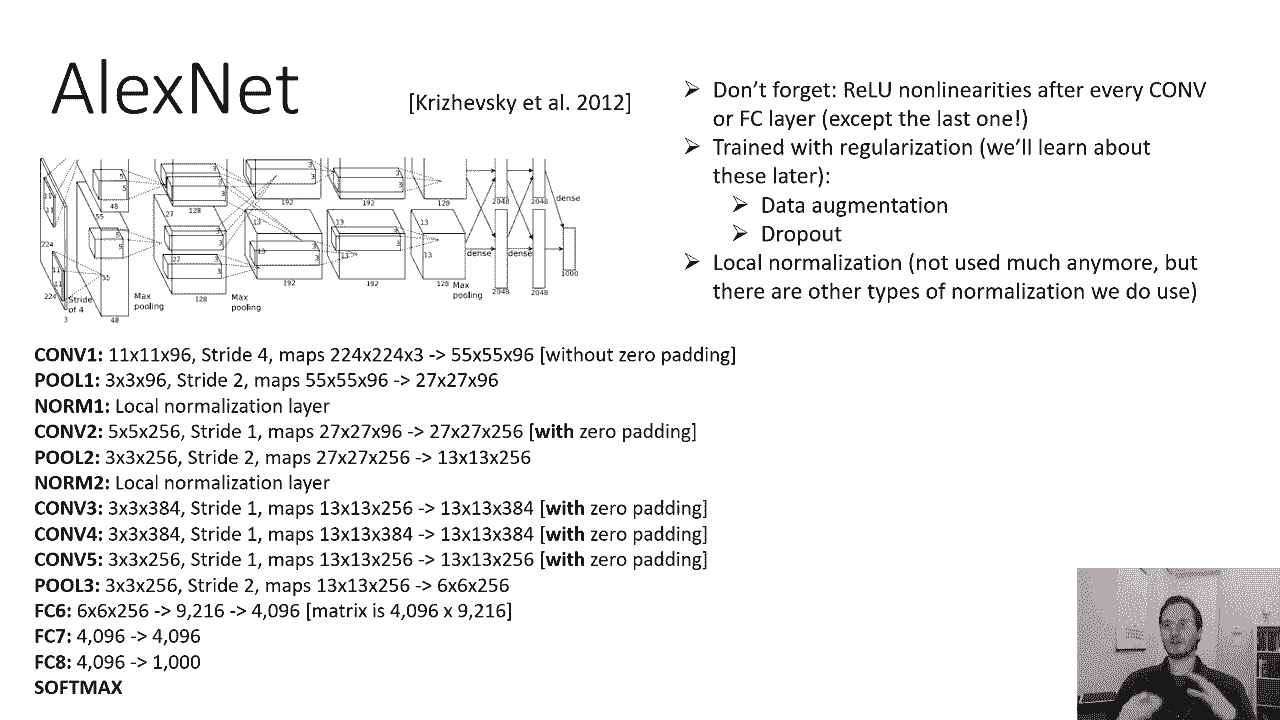 AlexNet
[Krizhevsky et al. 2012]
11
11
224
11
11
224
3
Stride
of 4
5
5
48
55
5
5
55
48
Max
pooling
3
3
128
27
3
3
27
3
3
128
Max
pooling
3
3
192
13
13
3
3
192
3
3
192
13
13
3
3
192
128
13
13
128
Max
pooling
2048
2048
dense
dense
dense
2048
2048
1000
➢ Don't forget: ReLU nonlinearities after every CONV
or FC layer (except the last one!)
➢ Trained with regularization (we'll learn about
these later):
➢ Data augmentation
➢ Dropout
➢ Local normalization (not used much anymore, but
there are other types of normalization we do use)
CONV1: 11x11x96, Stride 4, maps 224x224x3 -> 55x55x96 [without zero padding]
POOL1: 3x3x96, Stride 2, maps 55x55x96 -> 27x27x96
NORM1: Local normalization layer
CONV2: 5x5x256, Stride 1, maps 27x27x96 -> 27x27x256 [with zero padding]
POOL2: 3x3x256, Stride 2, maps 27x27x256 -> 13x13x256
NORM2: Local normalization layer
CONV3: 3x3x384, Stride 1, maps 13x13x256 -> 13x13x384 [with zero padding]
CONV4: 3x3x384, Stride 1, maps 13x13x384 -> 13x13x384 [with zero padding]
CONV5: 3x3x256, Stride 1, maps 13x13x256 -> 13x13x256 [with zero padding]
POOL3: 3x3x256, Stride 2, maps 13x13x256 -> 6x6x256
FC6: 6x6x256 -> 9,216 -> 4,096 [matrix is 4,096 x 9,216]
FC7: 4,096 -> 4,096
FC8: 4,096 -> 1,000
SOFTMAX